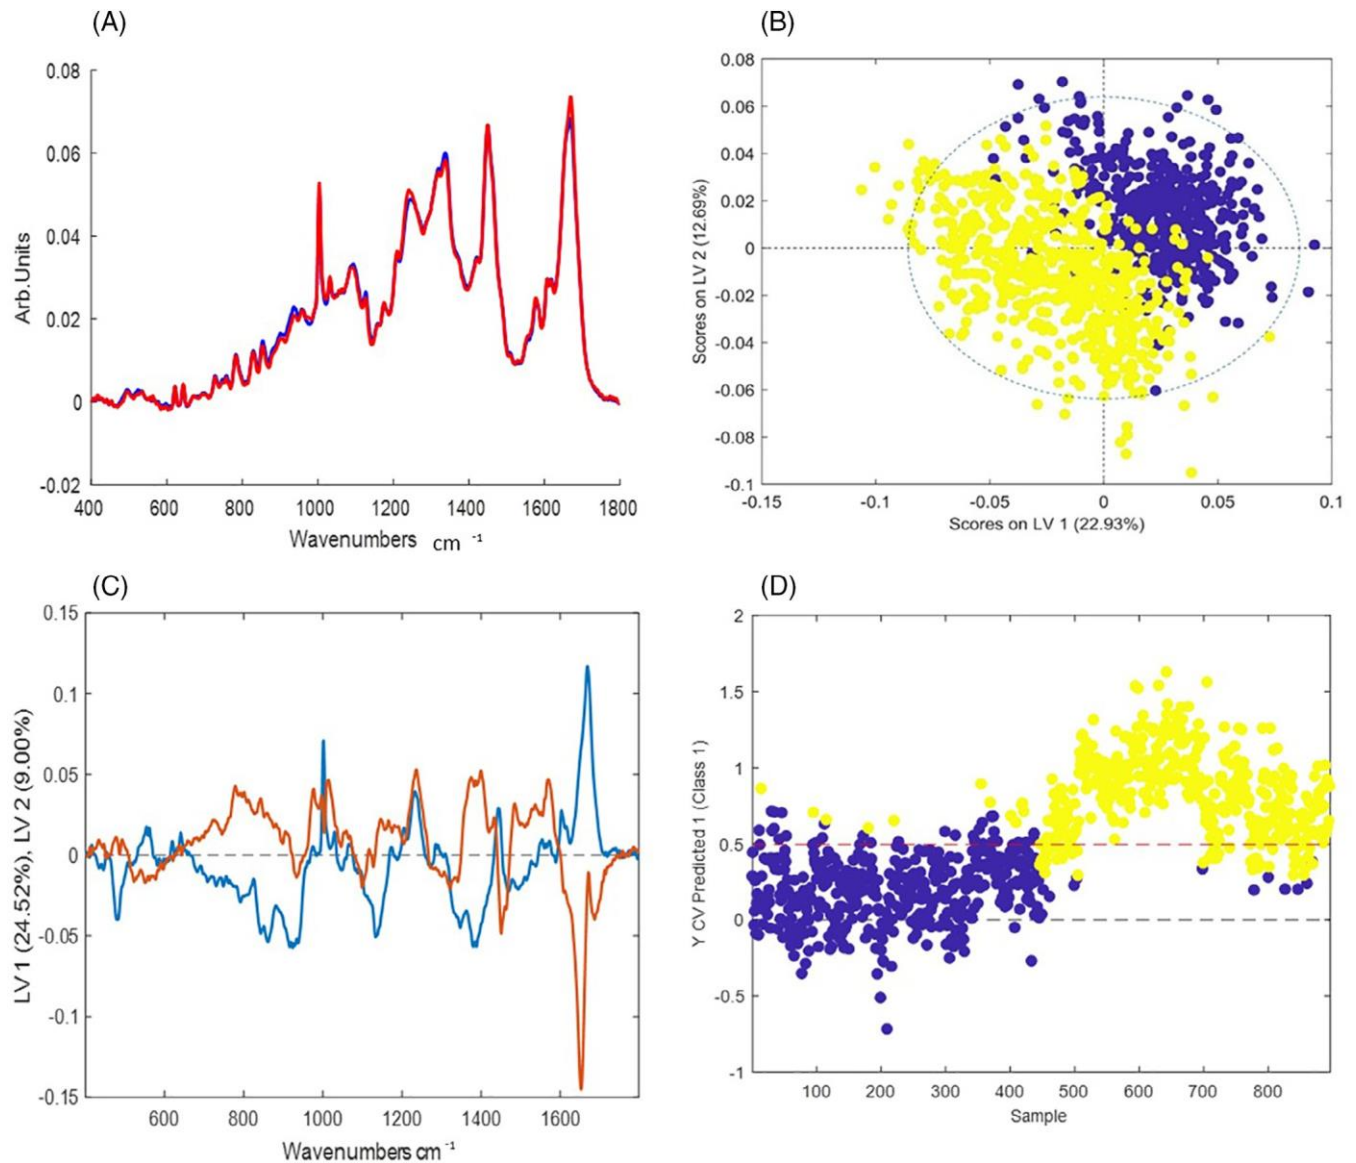 (A)
0.08
0.06
0.04
0.02
0
-0.02
400 600 800 1000 1200 1400 1600 1800
Arb.Units
Wavenumbers cm -1
(B)
0.08
0.06
0.04
0.02
0
-0.02
-0.04
-0.06
-0.08
-0.1
-0.15 -0.1 -0.05 0 0.05 0.1
Scores on LV 2 (12.69%)
Scores on LV 1 (22.93%)
(C)
0.15
0.1
0.05
0
-0.05
-0.1
-0.15
600 800 1000 1200 1400 1600
LV 1 (24.52%), LV 2 (9.00%)
Wavenumbers cm -1
(D)
2
1.5
1
0.5
0
-0.5
-1
100 200 300 400 500 600 700 800
Y CV Predicted 1 (Class 1)
Sample